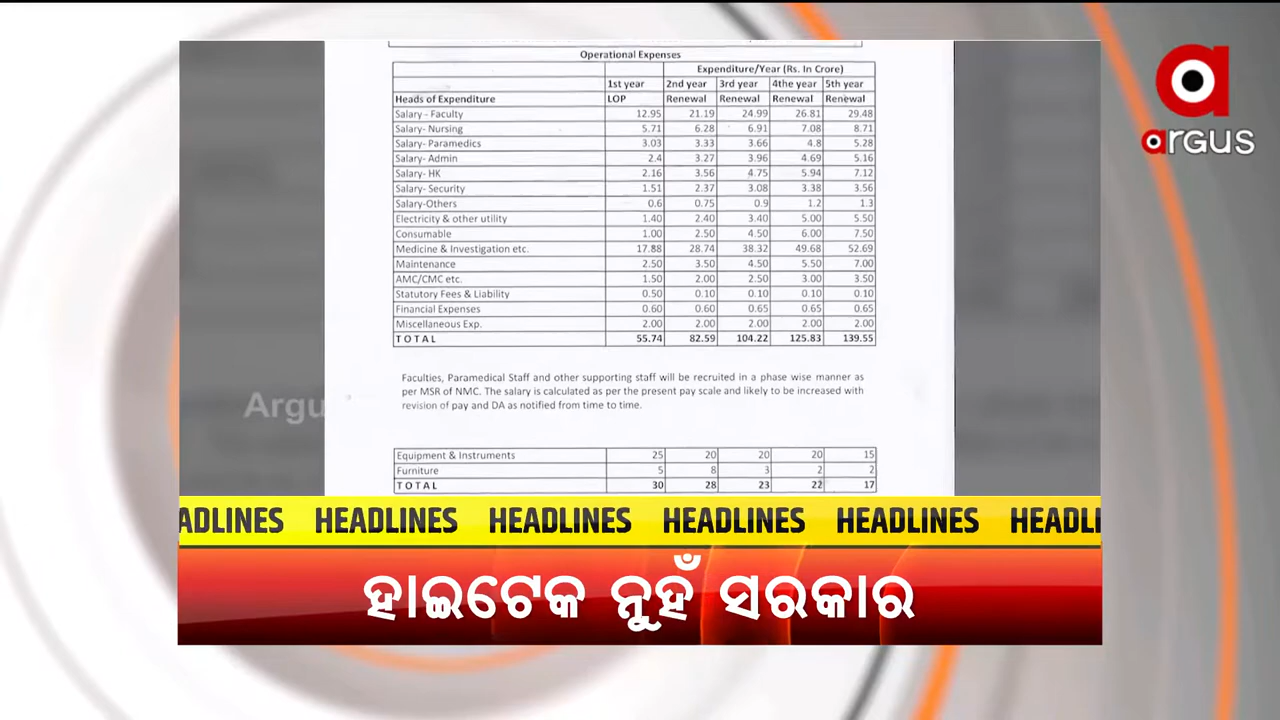 Operational Expenses
Expenditure/Year (Rs. In Crore)
1st year 2nd year 3rd year 4the year 5th year
Heads of Expenditure LOP Renewal Renewal Renewal Renewal
Salary - Faculty 12.95 21.19 24.99 26.81 29.48
Salary- Nursing 5.71 6.28 6.91 7.08 8.71
Salary- Paramedics 3.03 3.33 3.66 4.8 5.28
Salary- Admin 2.4 3.27 3.96 4.69 5.16
Salary- HK 2.16 3.56 4.75 5.94 7.12
Salary- Security 1.51 2.37 3.08 3.38 3.56
Salary-Others 0.6 0.75 0.9 1.2 1.3
Electricity & other utility 1.40 2.40 3.40 5.00 5.50
Consumable 1.00 2.50 4.50 6.00 7.50
Medicine & Investigation etc. 17.88 28.74 38.32 49.68 52.69
Maintenance 2.50 3.50 4.50 5.50 7.00
AMC/CMC etc. 1.50 2.00 2.50 3.00 3.50
Statutory Fees & Liability 0.50 0.10 0.10 0.10 0.10
Financial Expenses 0.60 0.60 0.65 0.65 0.65
Miscellaneous Exp. 2.00 2.00 2.00 2.00 2.00
TOTAL 55.74 82.59 104.22 125.83 139.55
Faculties, Paramedical Staff and other supporting staff will be recruited in a phase wise manner as
per MSR of NMC. The salary is calculated as per the present pay scale and likely to be increased with
revision of pay and DA as notified from time to time.
Equipment & Instruments 25 20 20 20 15
Furniture 5 8 3 2 2
TOTAL 30 28 23 22 17
argus
Argu
ADLINES HEADLINES HEADLINES HEADLINES HEADLINES HEADLI
ହାଇଟେକ ନୁହଁ ସରକାର